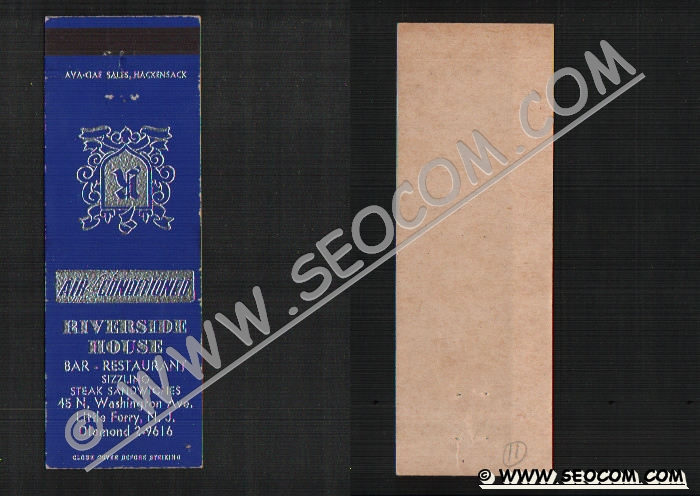 AVA-GAE SALES, HACKENSACK
R
AIR-CONDITIONED
RIVERSIDE
HOUSE
BAR - RESTAURANT
SIZZLING
STEAK SANDWICHES
45 N. Washington Ave.
Little Ferry, N. J.
Diamond 2-9616
CLOSE COVER BEFORE STRIKING
© WWW.SEOCOM.COM
11
© WWW.SEOCOM.COM